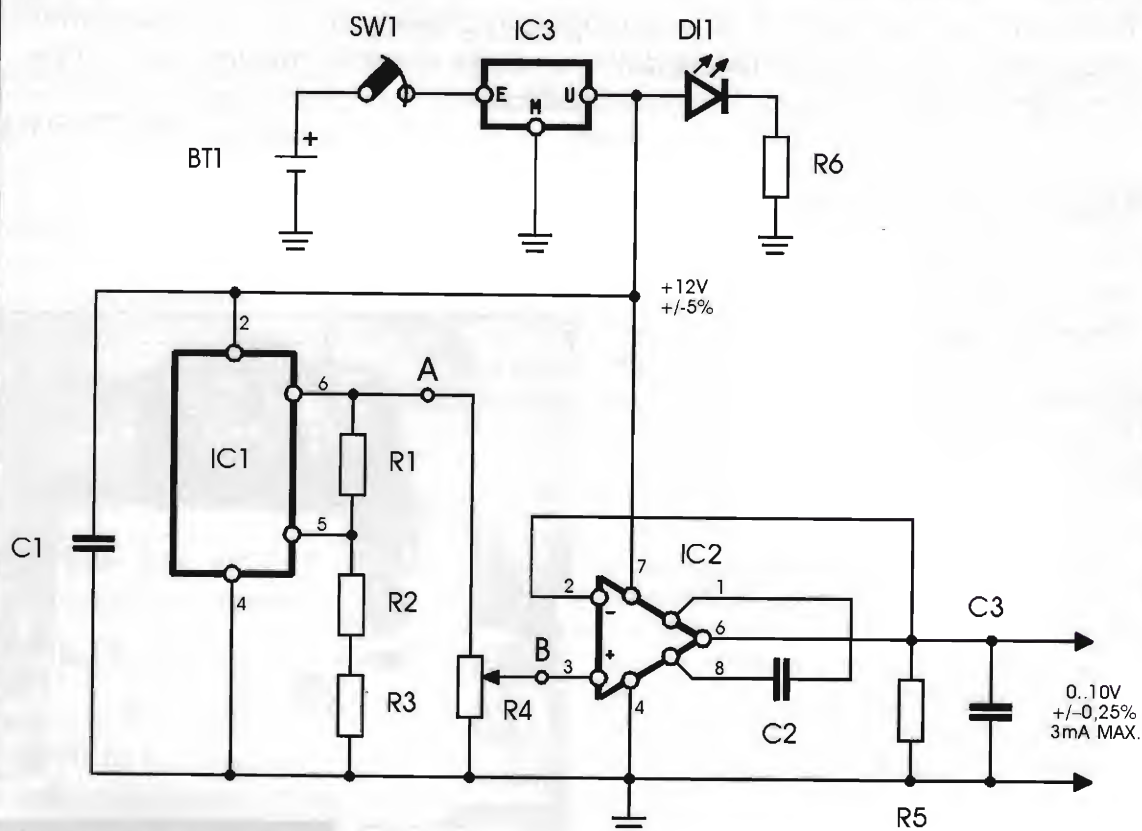 SW1
IC3
DI1
E
M
U
+
BT1
R6
+12V
+/-5%
2
6
A
IC1
R1
5
C1
4
R2
IC2
7
2
1
-
6
C3
B
+
3
8
R4
4
R3
C2
0..10V
+/-0,25%
3mA MAX.
R5